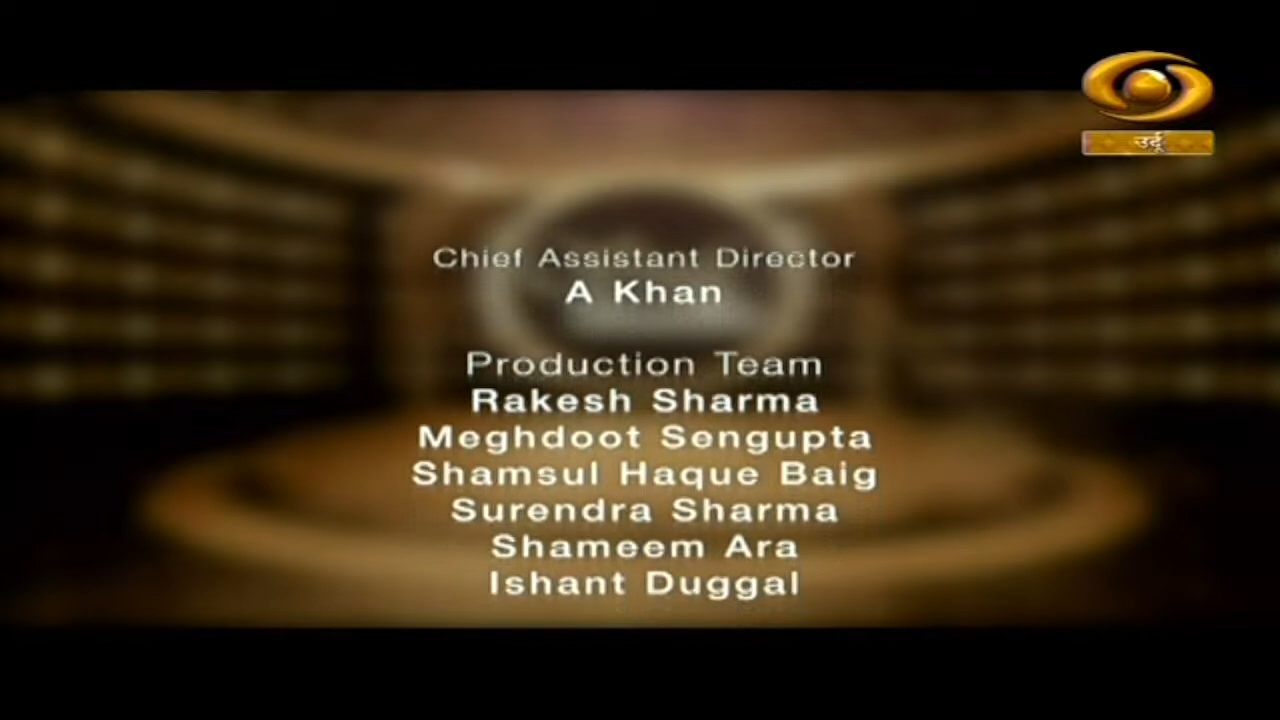 उर्दू
Chief Assistant Director
A Khan
Production Team
Rakesh Sharma
Meghdoot Sengupta
Shamsul Haque Baig
Surendra Sharma
Shameem Ara
Ishant Duggal